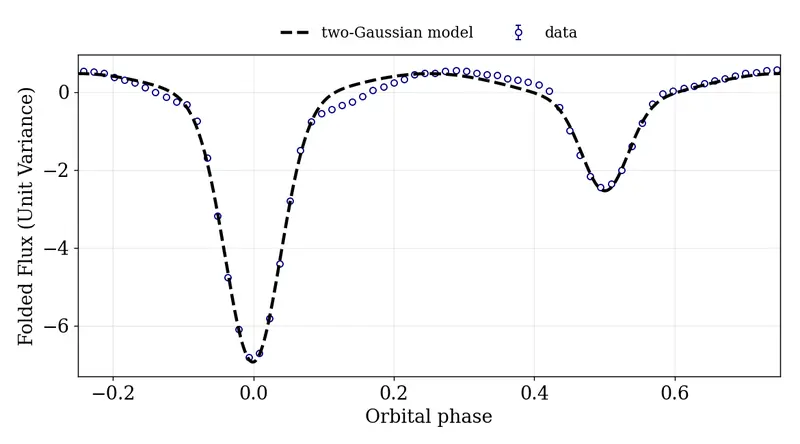 two-Gaussian model data
Folded Flux (Unit Variance)
0
−2
−4
−6
−0.2 0.0 0.2 0.4 0.6
Orbital phase